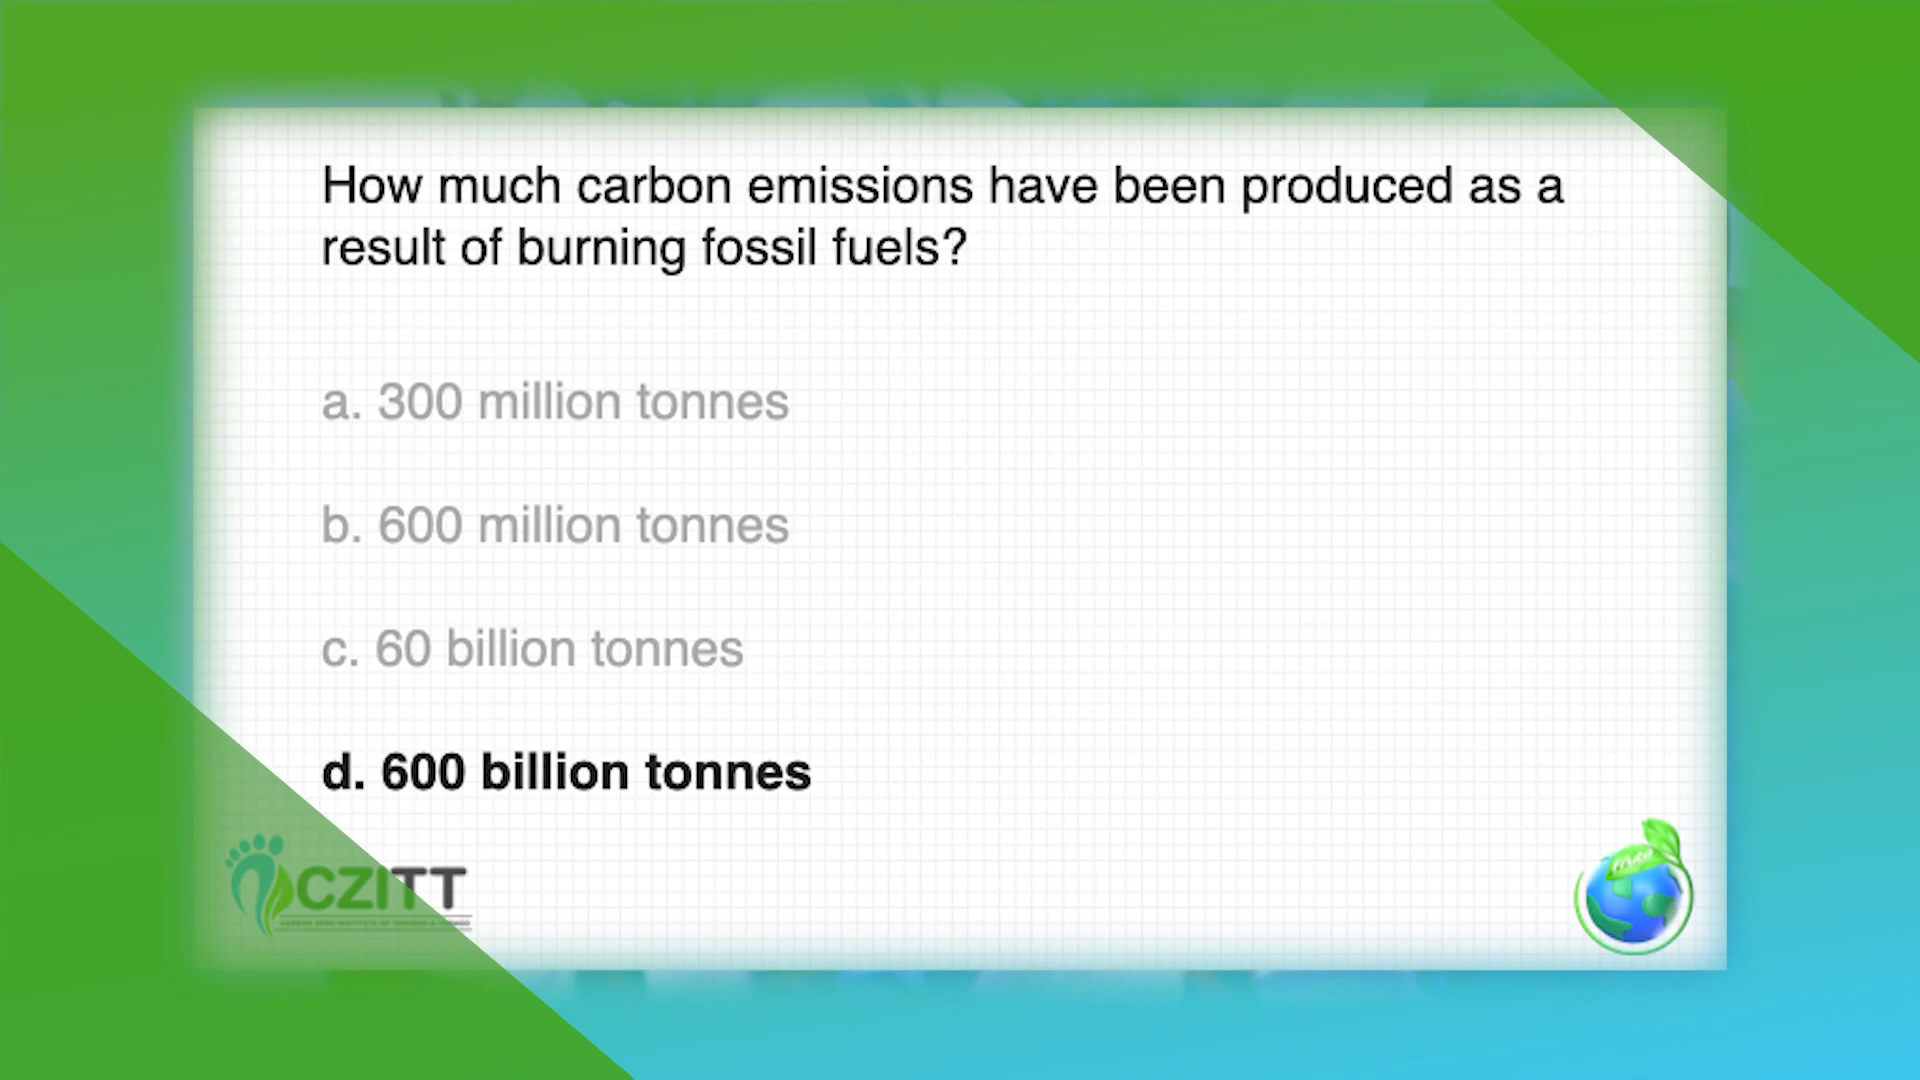 How much carbon emissions have been produced as a
result of burning fossil fuels?
a. 300 million tonnes
b. 600 million tonnes
c. 60 billion tonnes
d. 600 billion tonnes
CZITT